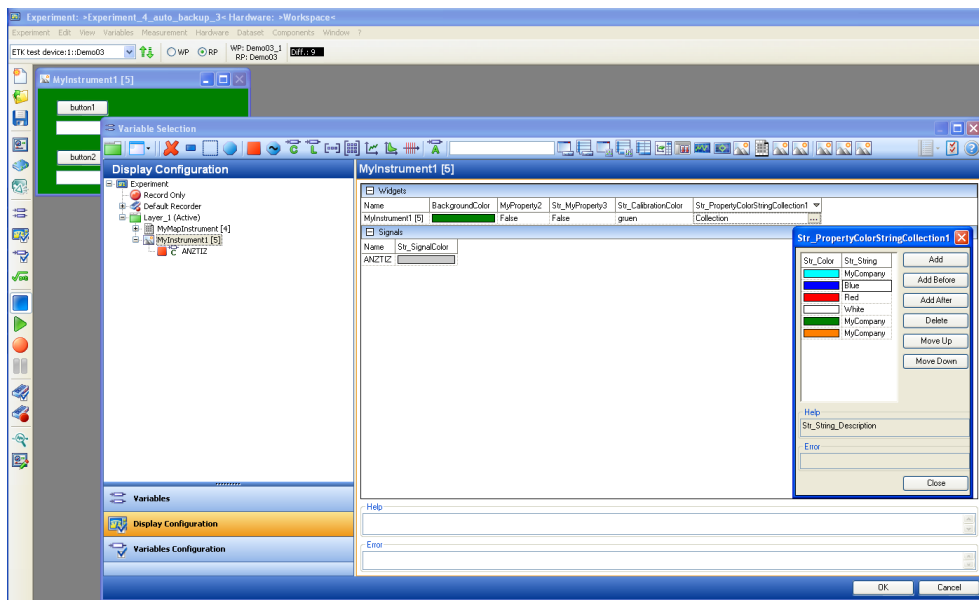 Experiment: >Experiment_4_auto_backup_3< Hardware: >Workspace<
Experiment Edit View Variables Measurement Hardware Dataset Components Window ?
ETK test device:1::Demo03
WP RP
WP: Demo03_1
RP: Demo03
Diff.: 9
MyInstrument1 [5]
button1
button2
Variable Selection
Display Configuration
Experiment
Record Only
Default Recorder
Layer_1 (Active)
MyMapInstrument [4]
MyInstrument1 [5]
ANZTIZ
Variables
Display Configuration
Variables Configuration
MyInstrument1 [5]
Widgets
Name BackgroundColor MyProperty2 Str_MyProperty3 Str_CalibrationColor Str_PropertyColorStringCollection1
MyInstrument1 [5] False False gruen Collection ...
Signals
Name Str_SignalColor
ANZTIZ
Help
Error
OK Cancel
Str_PropertyColorStringCollection1
Str_Color Str_String
MyCompany
Blue
Red
White
MyCompany
MyCompany
Add
Add Before
Add After
Delete
Move Up
Move Down
Help
Str_String_Description
Error
Close